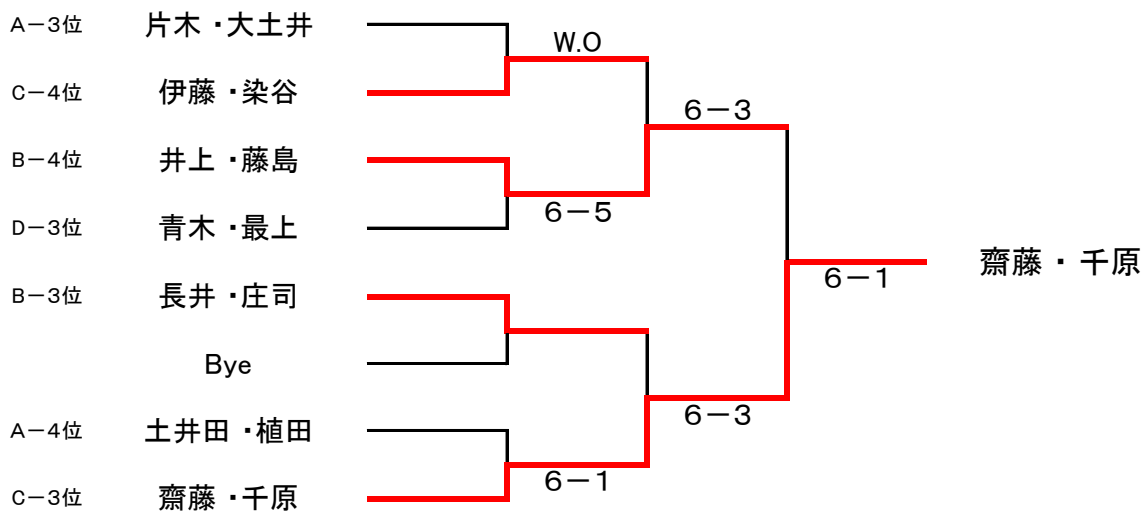 A－3位 片木 ・大土井
W.O
C－4位 伊藤 ・染谷
6－3
B－4位 井上 ・藤島
6－5
D－3位 青木 ・最上
齋藤 ・ 千原
6－1
B－3位 長井 ・庄司
Bye
6－3
A－4位 土井田 ・植田
6－1
C－3位 齋藤 ・千原